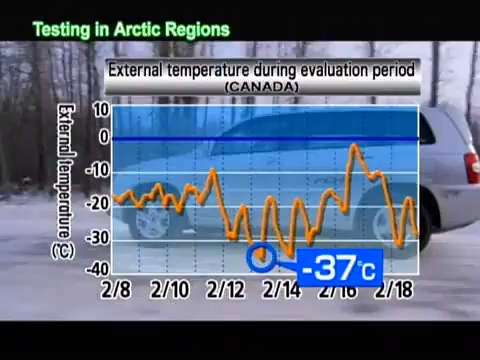 Testing in Arctic Regions
External temperature during evaluation period
(CANADA)
External temperature
(℃)
10
0
-10
-20
-30
-40
-37℃
2/8 2/10 2/12 2/14 2/16 2/18